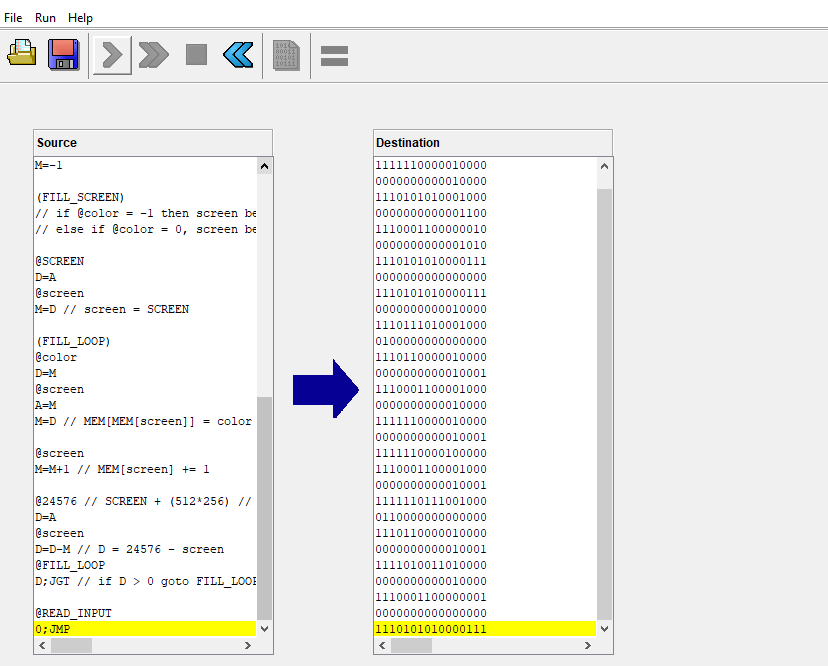 File Run Help
Source
M=-1
(FILL_SCREEN)
// if @color = -1 then screen be
// else if @color = 0, screen be
@SCREEN
D=A
@screen
M=D // screen = SCREEN
(FILL_LOOP)
@color
D=M
@screen
A=M
M=D // MEM[MEM[screen]] = color
@screen
M=M+1 // MEM[screen] += 1
@24576 // SCREEN + (512*256) //
D=A
@screen
D=D-M // D = 24576 - screen
@FILL_LOOP
D;JGT // if D > 0 goto FILL_LOOP
@READ_INPUT
0;JMP
Destination
1111110000010000
0000000000010000
1110101010001000
0000000000001100
1110001100000010
0000000000001010
1110101010000111
0000000000000000
1110101010000111
0000000000010000
1110111010001000
0100000000000000
1110110000010000
0000000000010001
1110001100001000
0000000000010000
1111110000010000
0000000000010001
1111110000100000
1110001100001000
0000000000010001
1111110111001000
0110000000000000
1110110000010000
0000000000010001
1111010011010000
0000000000010000
1110001100000001
0000000000000000
1110101010000111